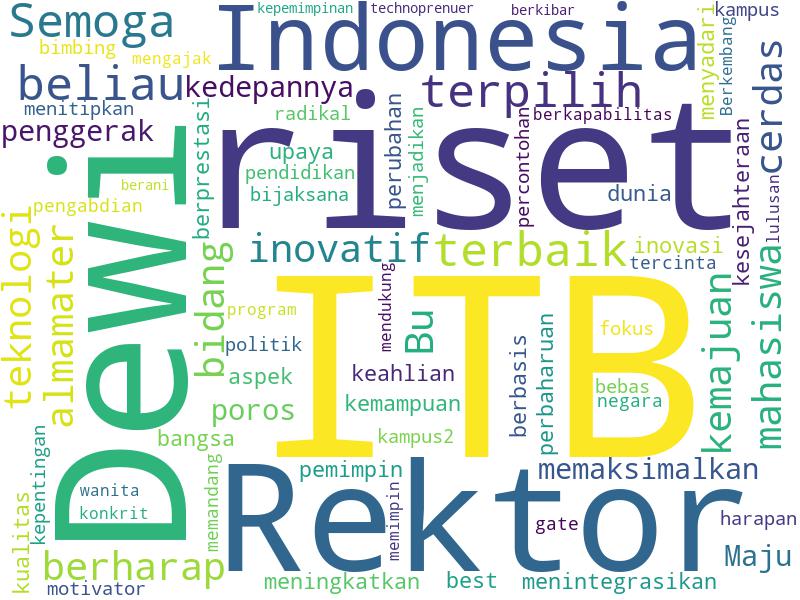 Semoga
Indonesia
kepemimpinan
technoprenuer
berkibar
kampus
bimbing
mengajak
menyadari
Berkembang
cerdas
beliau
kedepannya
terpilih
menitipkan
penggerak
radikal
perubahan
menjadikan
percontohan
berkapabilitas
riset
upaya
pendidikan
bijaksana
dunia
kesejahteraan
lulusan
Dewi
berani
pengabdian
berprestasi
teknologi
almamater
bidang
inovatif
terbaik
inovasi
tercinta
mahasiswa
kemajuan
ITB
program
politik
aspek
poros
bangsa
mendukung
Bu
keahlian
kemampuan
kampus2
berbasis
perbaharuan
fokus
bebas
negara
Rektor
memandang
pemimpin
memimpin
memaksimalkan
gate
harapan
Maju
wanita
konkrit
kepentingan
kualitas
berharap
motivator
meningkatkan
best
menintegrasikan